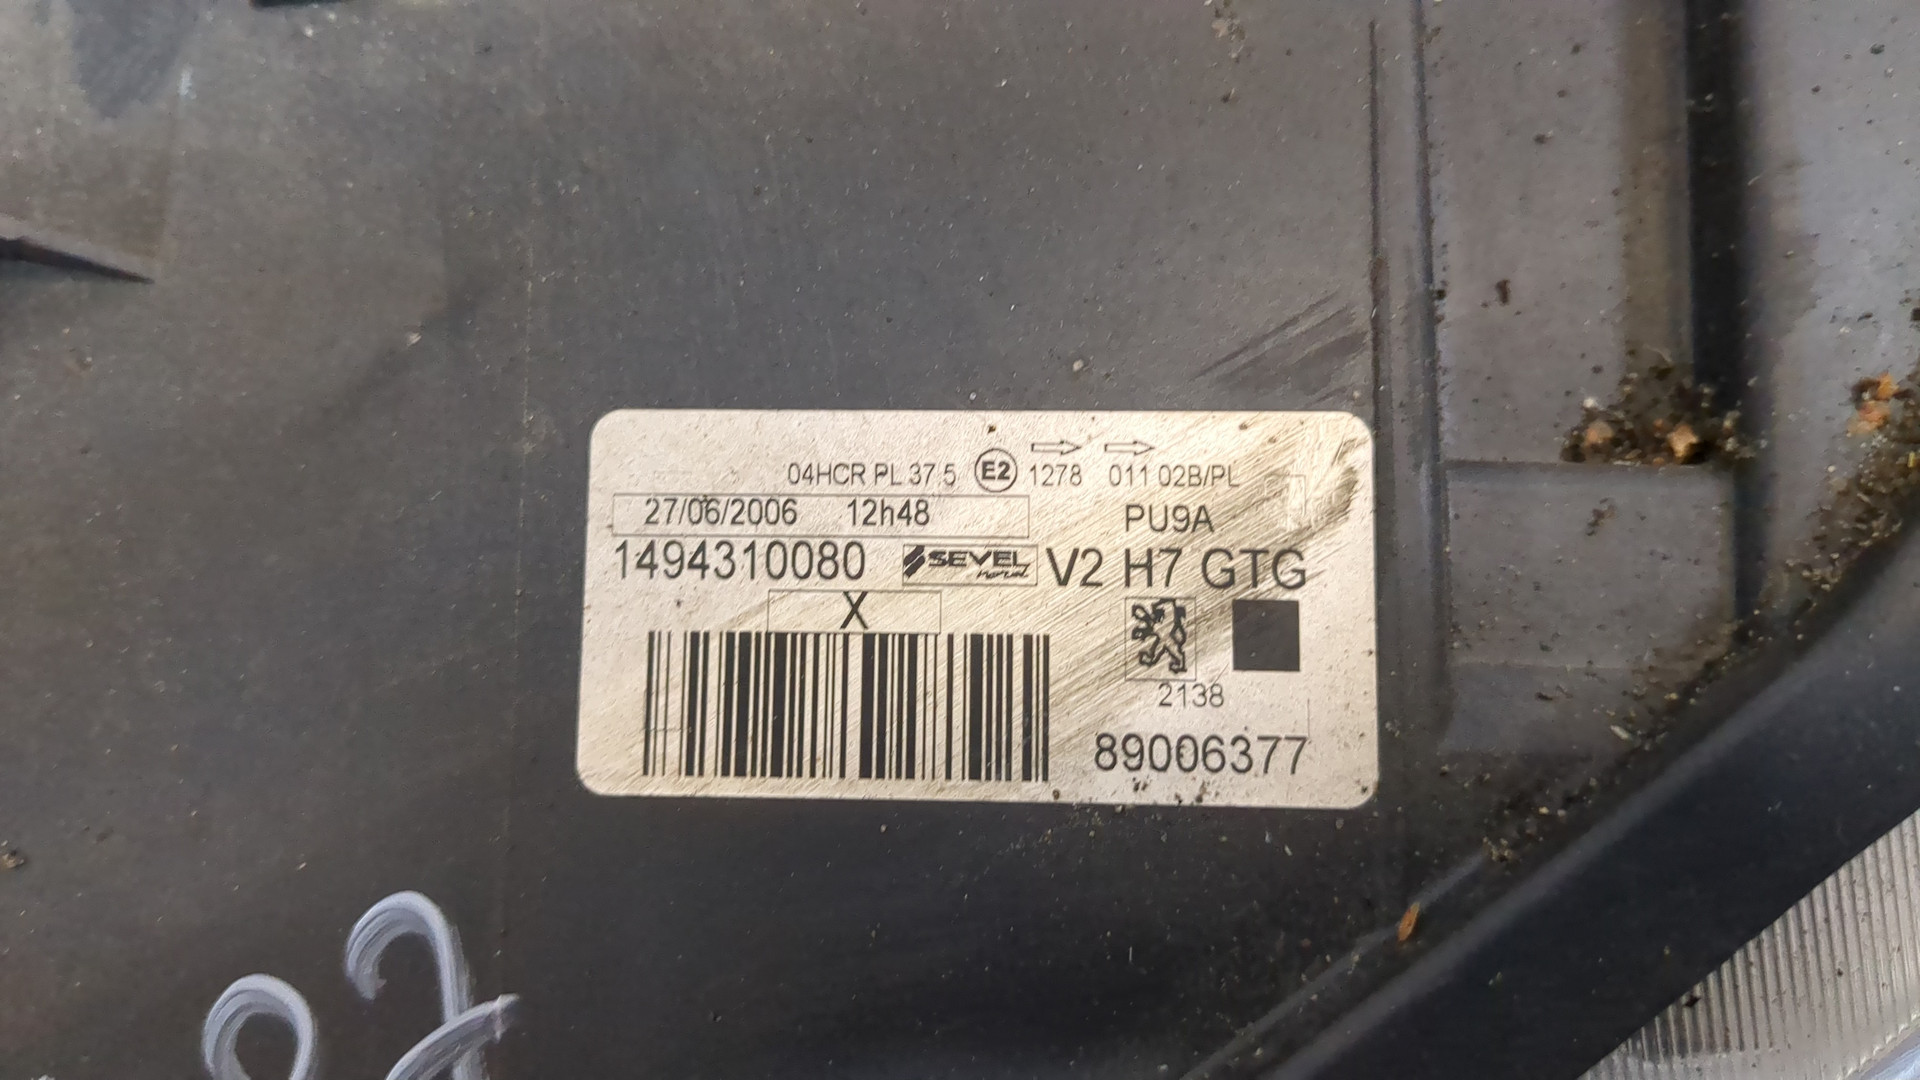 04HCR PL 37.5 E2 1278 011 02B/PL
27/06/2006 12h48 PU9A
1494310080 SEVEL V2 H7 GTG
X
2138
89006377